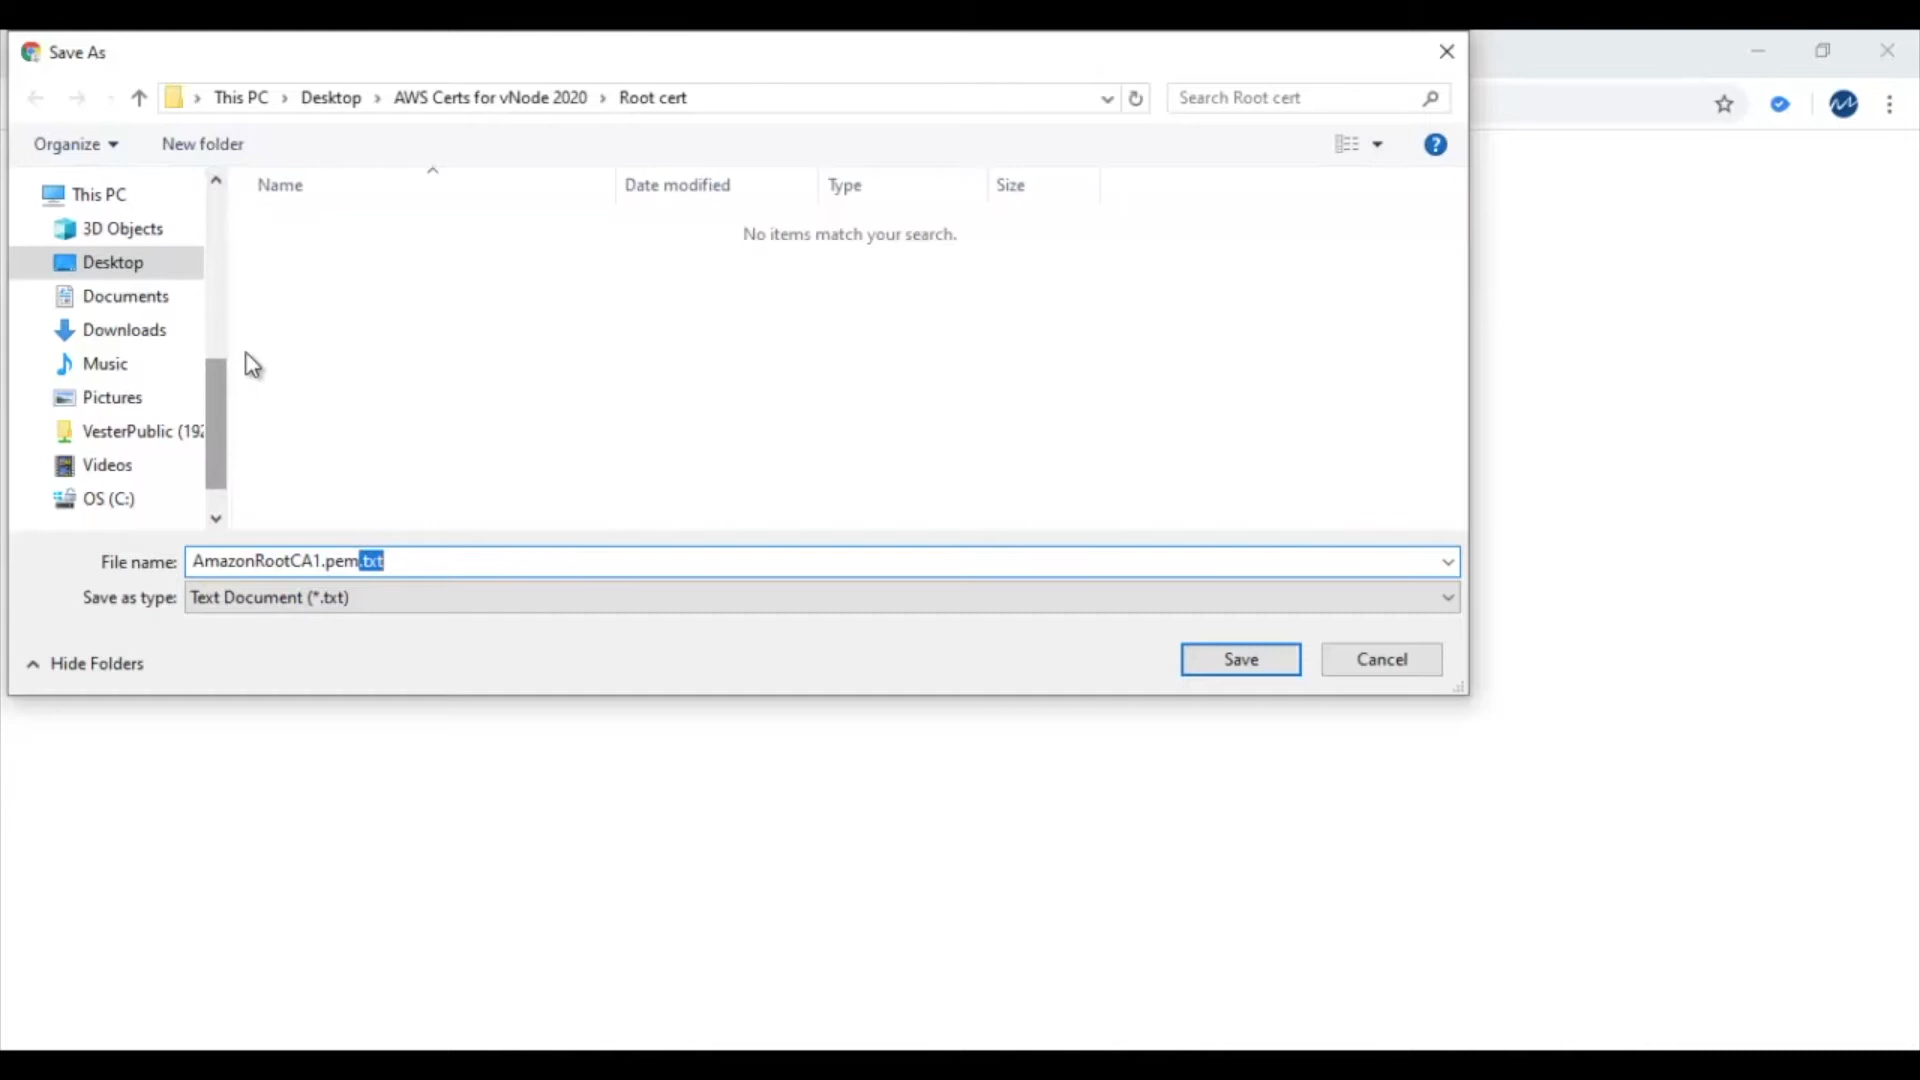 Save As
This PC > Desktop > AWS Certs for vNode 2020 > Root cert
Search Root cert
Organize
New folder
?
Name
Date modified
Type
Size
No items match your search.
This PC
3D Objects
Desktop
Documents
Downloads
Music
Pictures
VesterPublic (192
Videos
OS (C:)
File name: AmazonRootCA1.pem.txt
Save as type: Text Document (*.txt)
Hide Folders
Save
Cancel